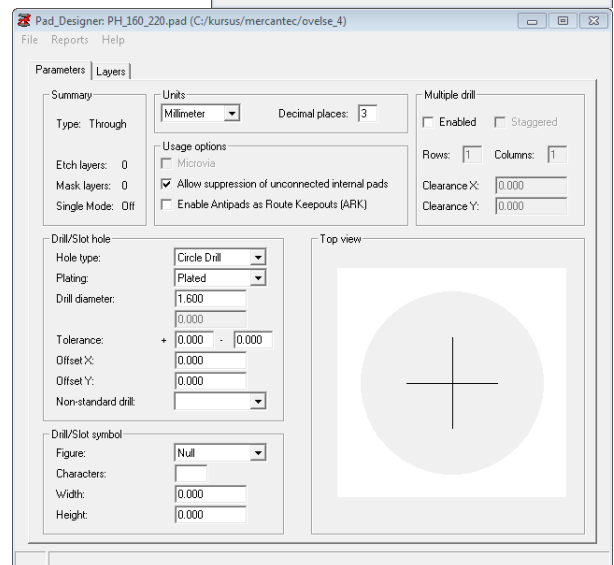 Pad_Designer: PH_160_220.pad (C:/kursus/mercantec/ovelse_4)
File Reports Help
Parameters Layers
Summary
Type: Through
Etch layers: 0
Mask layers: 0
Single Mode: Off
Units
Millimeter Decimal places: 3
Usage options
Microvia
Allow suppression of unconnected internal pads
Enable Antipads as Route Keepouts (ARK)
Multiple drill
Enabled Staggered
Rows: 1 Columns: 1
Clearance X: 0.000
Clearance Y: 0.000
Drill/Slot hole
Hole type: Circle Drill
Plating: Plated
Drill diameter: 1.600
0.000
Tolerance: + 0.000 - 0.000
Offset X: 0.000
Offset Y: 0.000
Non-standard drill:
Drill/Slot symbol
Figure: Null
Characters:
Width: 0.000
Height: 0.000
Top view